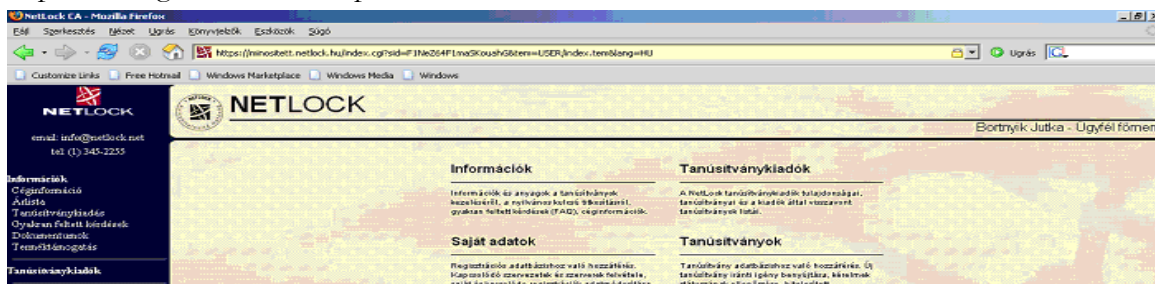 NetLock CA - Mozilla Firefox
Fájl Szerkesztés Nézet Ugrás Könyvjelzők Eszközök Súgó
Ugrás
Customize Links Free Hotmail Windows Marketplace Windows Media Windows
NETLOCK
NETLOCK
email: info@netlock.net
tel: (1) 345-2255
Bortnyik Jutka - Ügyfél főmen
Információk
Céginformáció
Árlista
Tanúsítványkiadás
Gyakran feltett kérdések
Dokumentumok
Terméktámogatás
Tanúsítványkiadók
Információk
Információk és anyagok a tanúsítványok
kezeléséről, a nyilvános kulcsú titkosításról,
gyakran feltett kérdések (FAQ), céginformációk.
Tanúsítványkiadók
A NetLock tanúsítványkiadók tulajdonságai,
tanúsítványai és a kiadók által visszavont
tanúsítványok listái.
Saját adatok
Regisztrációs adatbázishoz való hozzáférés.
Kapcsolódó szervezetek és szerverek felvétele,
Tanúsítványok
Tanúsítvány adatbázishoz való hozzáférés. Új
tanúsítvány iránti igény benyújtása, kérelmek